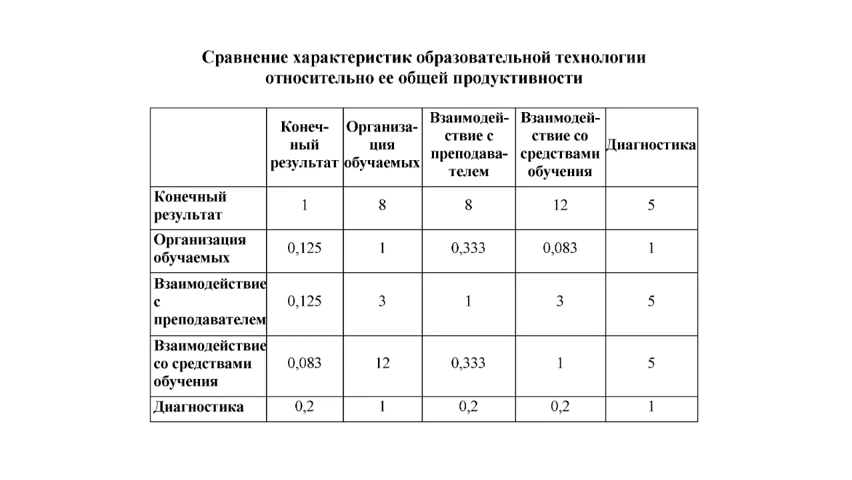 Сравнение характеристик образовательной технологии
относительно ее общей продуктивности
Конеч-
ный
результат
Организа-
ция
обучаемых
Взаимодей-
ствие с
преподава-
телем
Взаимодей-
ствие со
средствами
обучения
Диагностика
Конечный
результат
1 8 8 12 5
Организация
обучаемых
0,125 1 0,333 0,083 1
Взаимодействие
с
преподавателем
0,125 3 1 3 5
Взаимодействие
со средствами
обучения
0,083 12 0,333 1 5
Диагностика 0,2 1 0,2 0,2 1